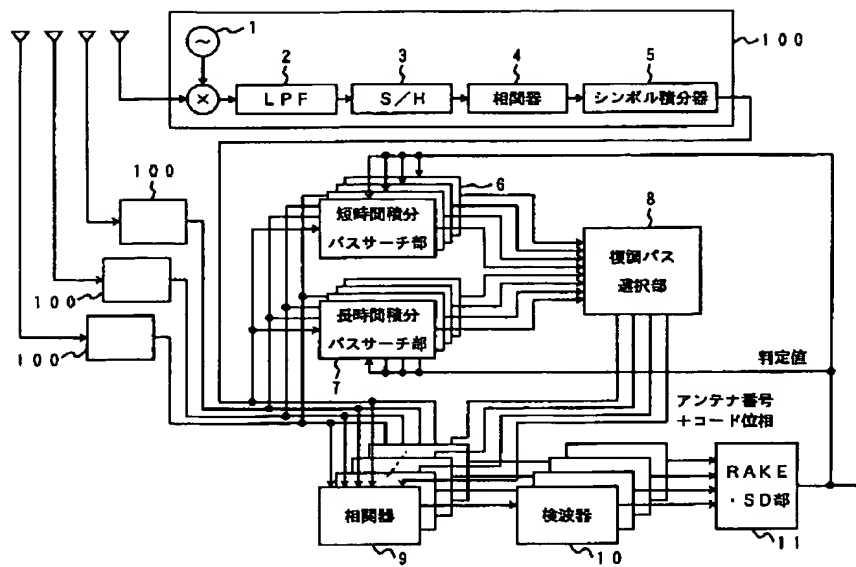 1
100
2
3
4
5
LPF
S/H
相関器
シンボル積分器
100
6
短時間積分
パスサーチ部
8
復調パス
選択部
100
長時間積分
パスサーチ部
100
7
判定値
アンテナ番号
+コード位相
相関器
検波器
RAKE
・SD部
9
10
11